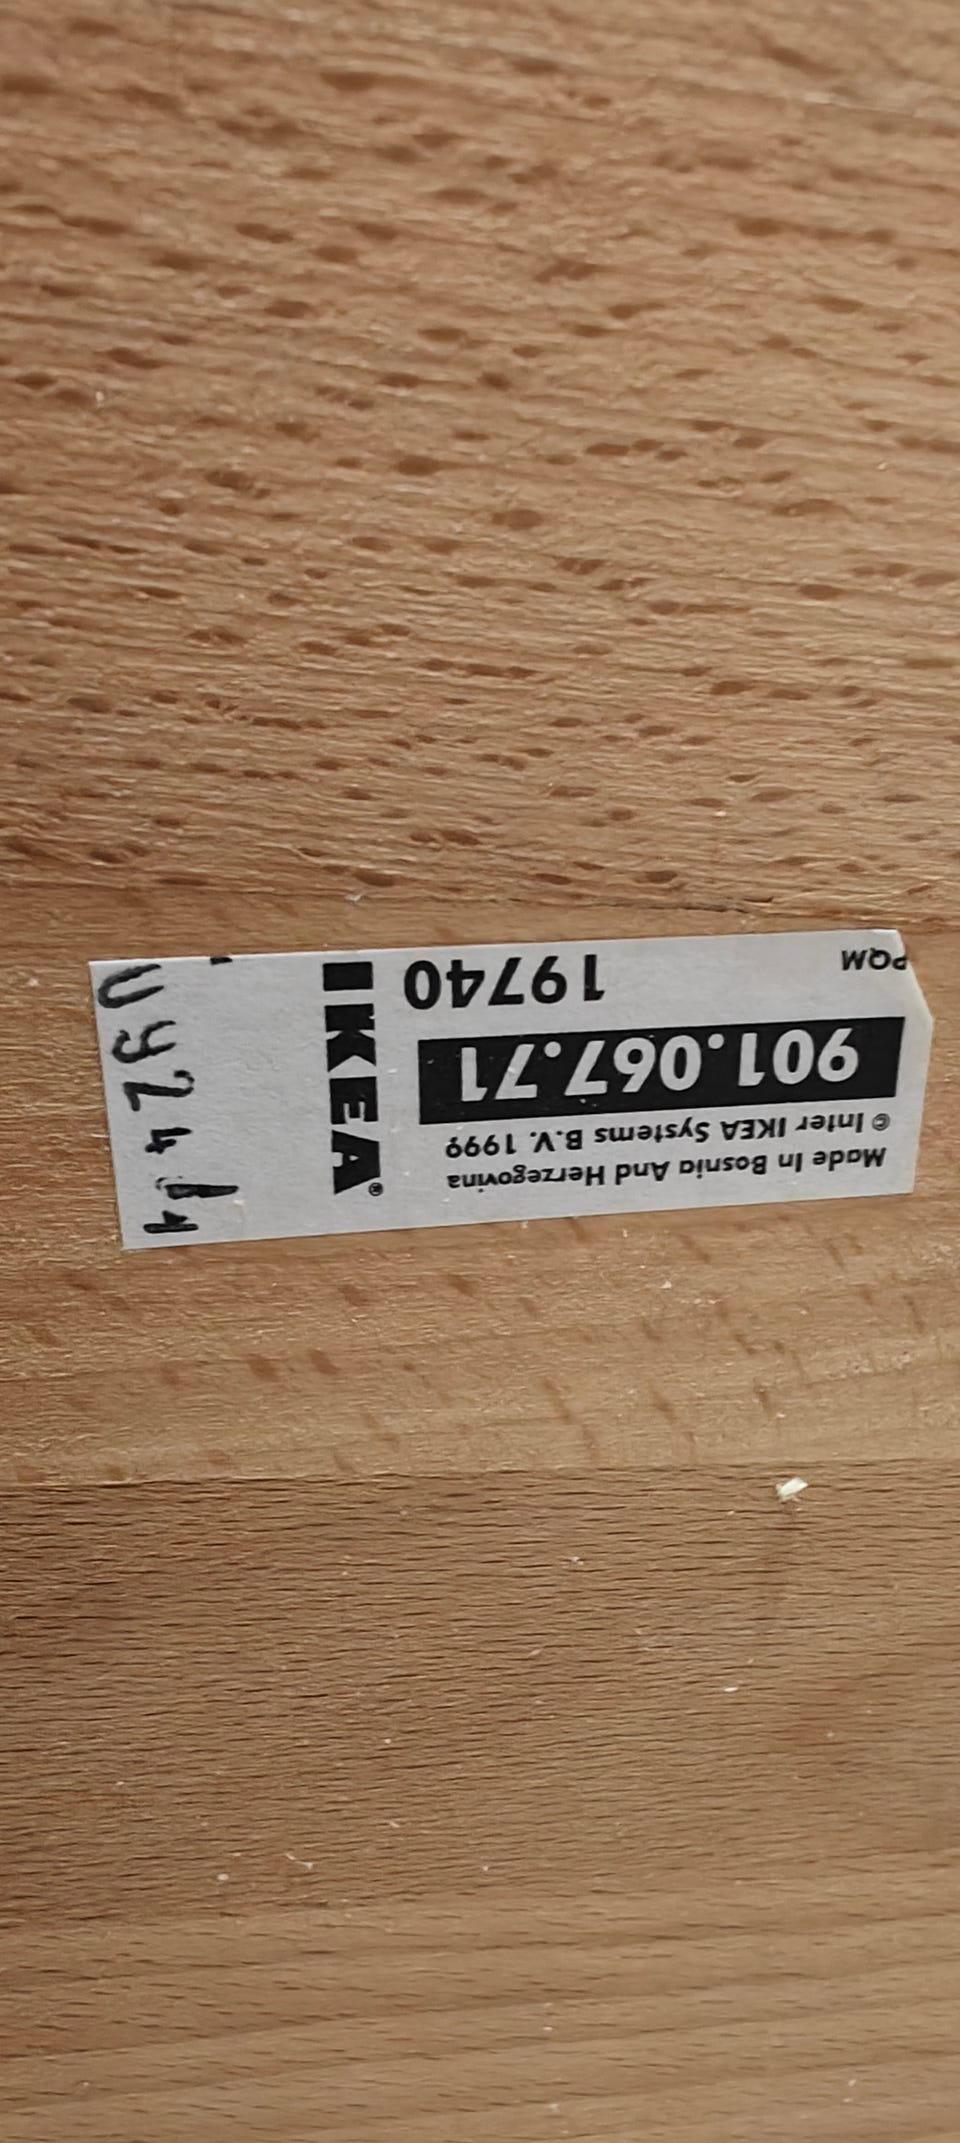 Made In Bosnia And Herzegovina
© Inter IKEA Systems B.V. 1999
901.067.71
19740
PQM
IKEA®